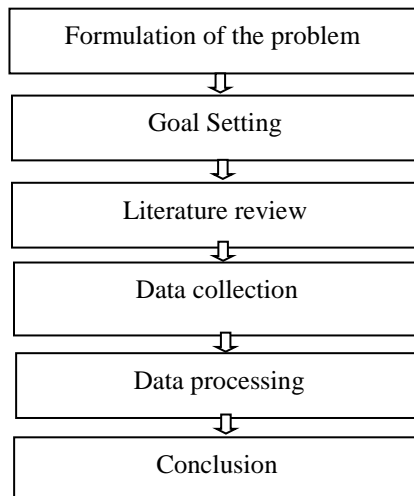 Formulation of the problem
Goal Setting
Literature review
Data collection
Data processing
Conclusion